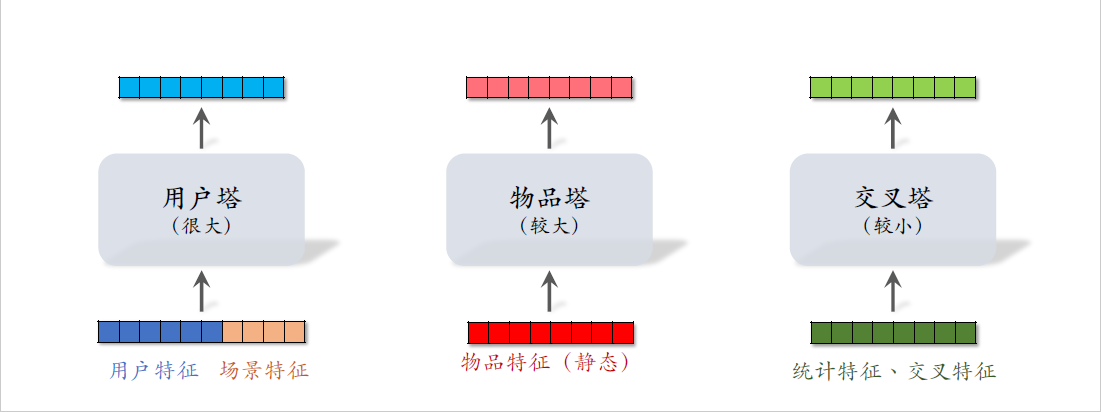 用户塔
（很大）
物品塔
（较大）
交叉塔
（较小）
用户特征 场景特征
物品特征（静态）
统计特征、交叉特征